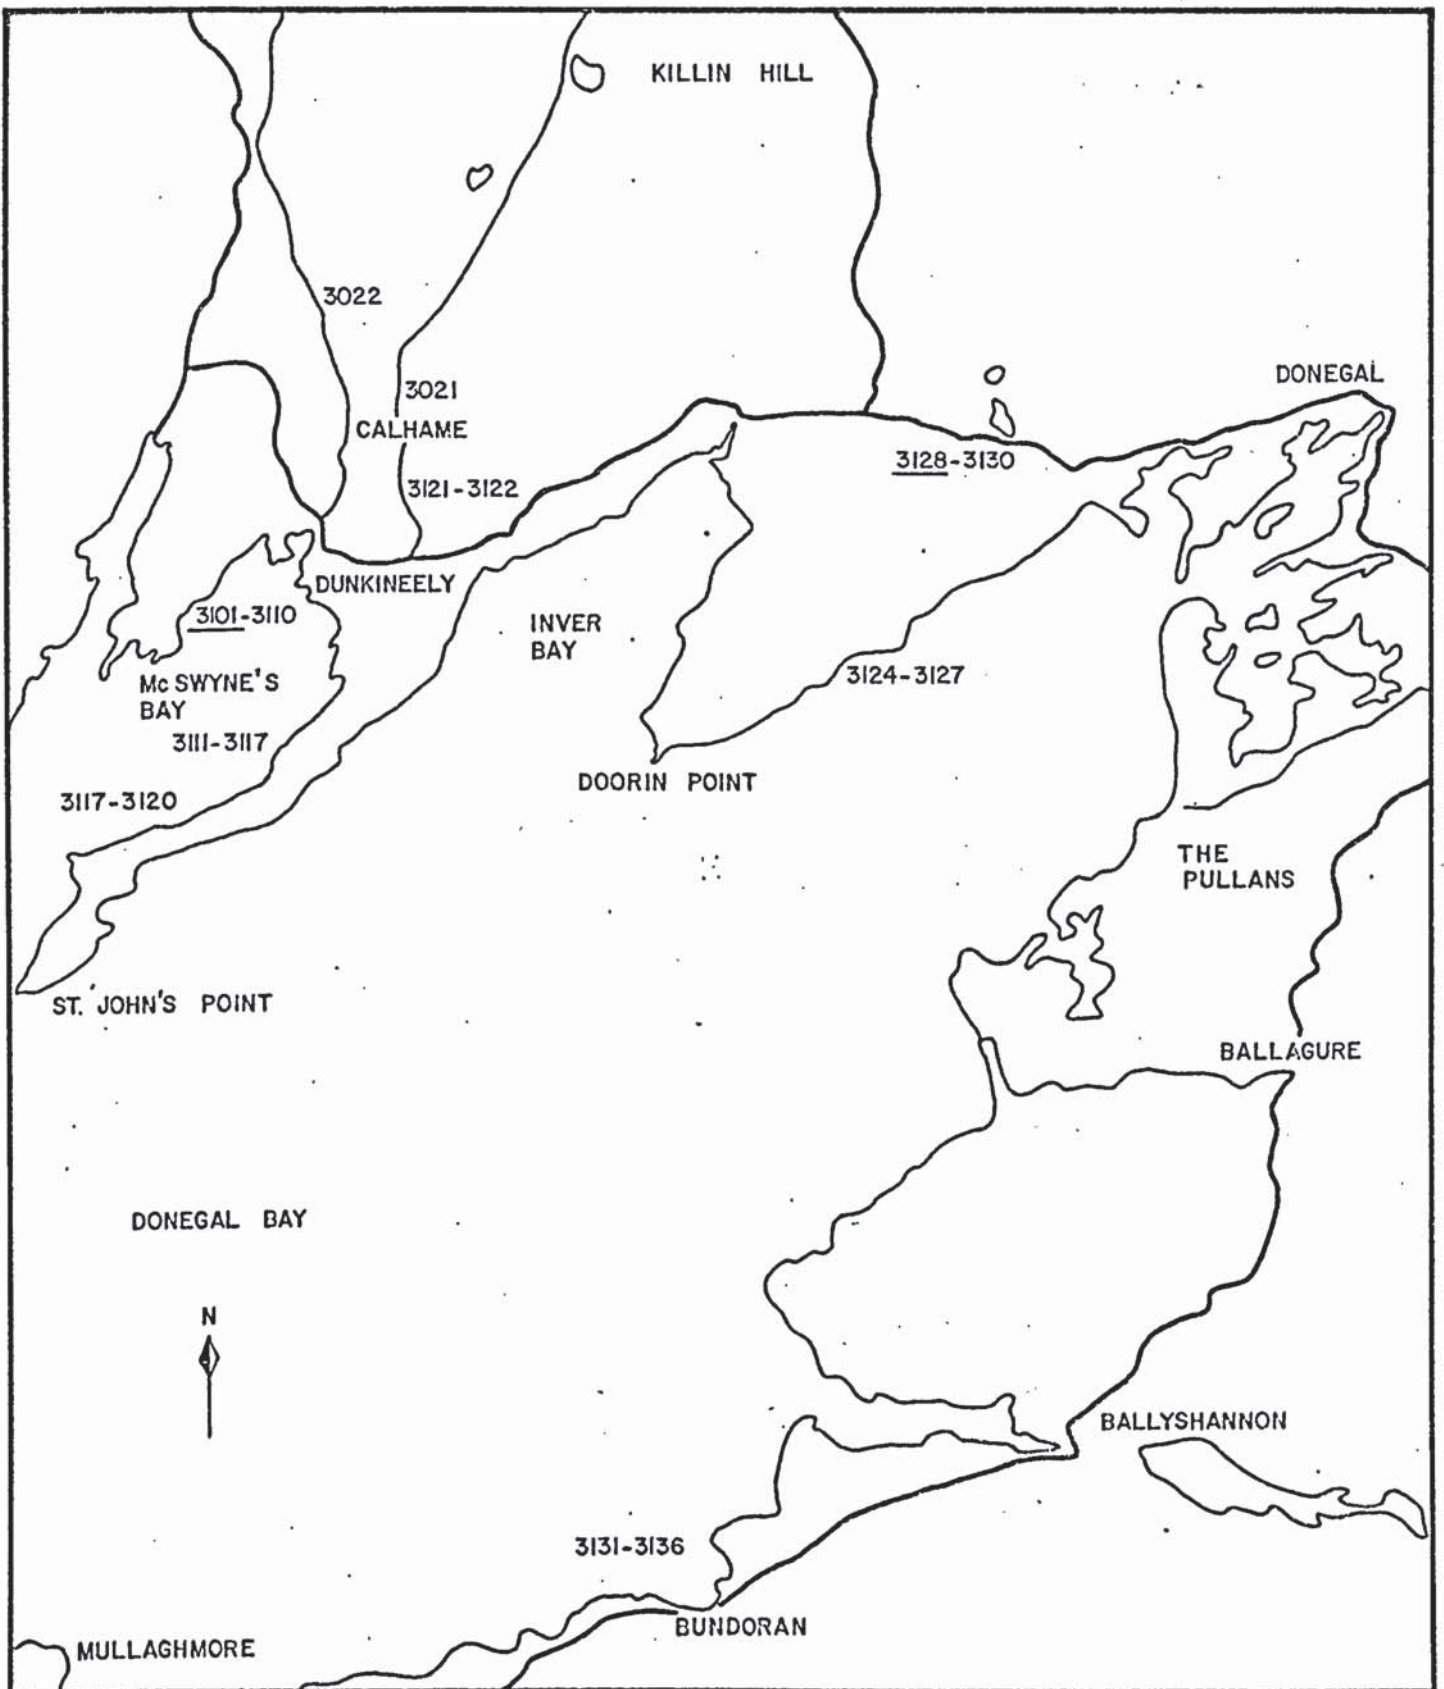 KILLIN HILL
3022
DONEGAL
3021
CALHAME
3128-3130
3121-3122
DUNKINEELY
3101-3110
INVER
BAY
3124-3127
Mc SWYNE'S
BAY
3111-3117
DOORIN POINT
3117-3120
THE
PULLANS
ST. JOHN'S POINT
BALLAGURE
DONEGAL BAY
N
BALLYSHANNON
3131-3136
BUNDORAN
MULLAGHMORE